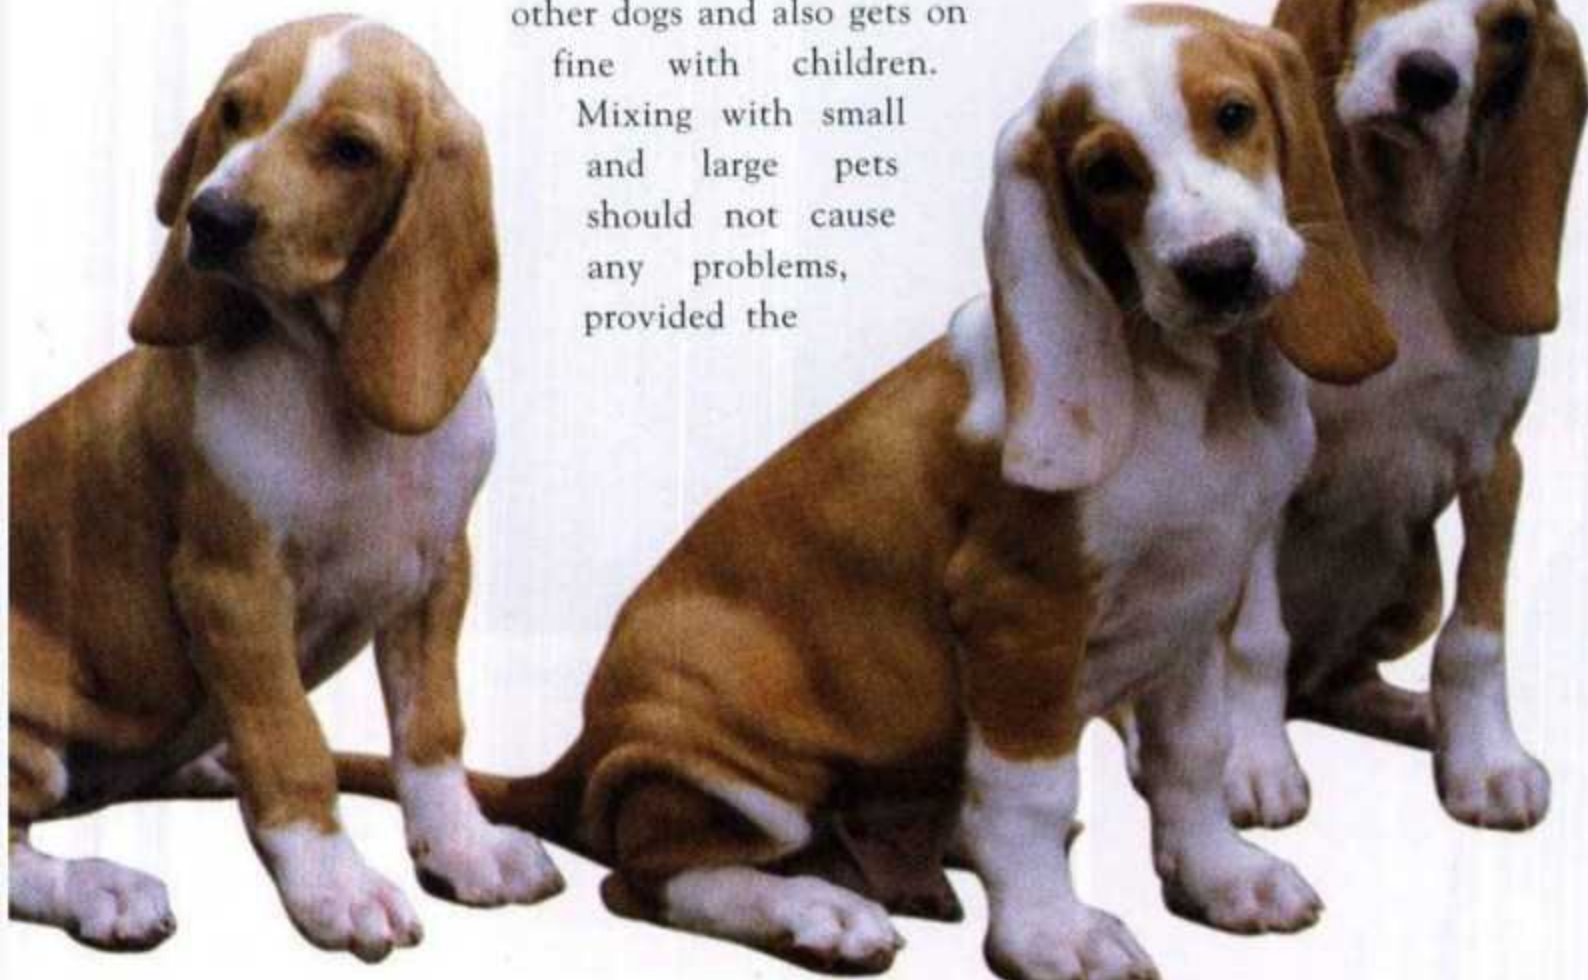 other dogs and also gets on
fine with children.
Mixing with small
and large pets
should not cause
any problems,
provided the